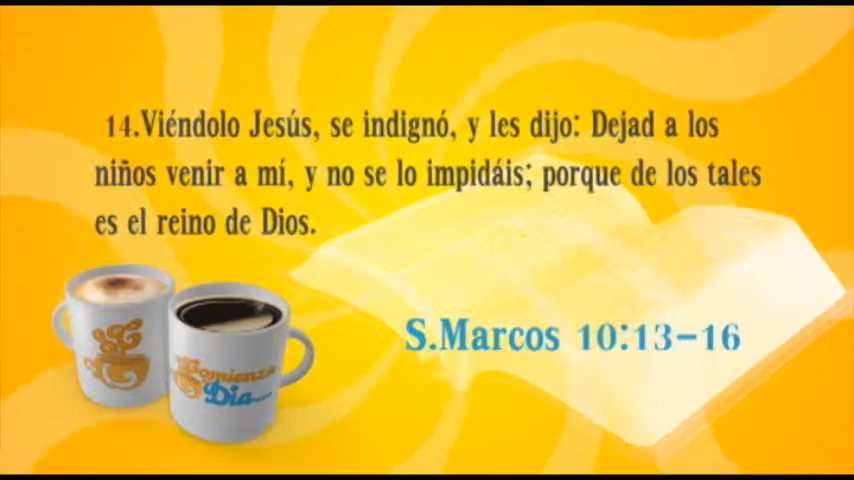 14.Viéndolo Jesús, se indignó, y les dijo: Dejad a los
niños venir a mí, y no se lo impidáis; porque de los tales
es el reino de Dios.
S.Marcos 10:13-16
Comienza
Dia